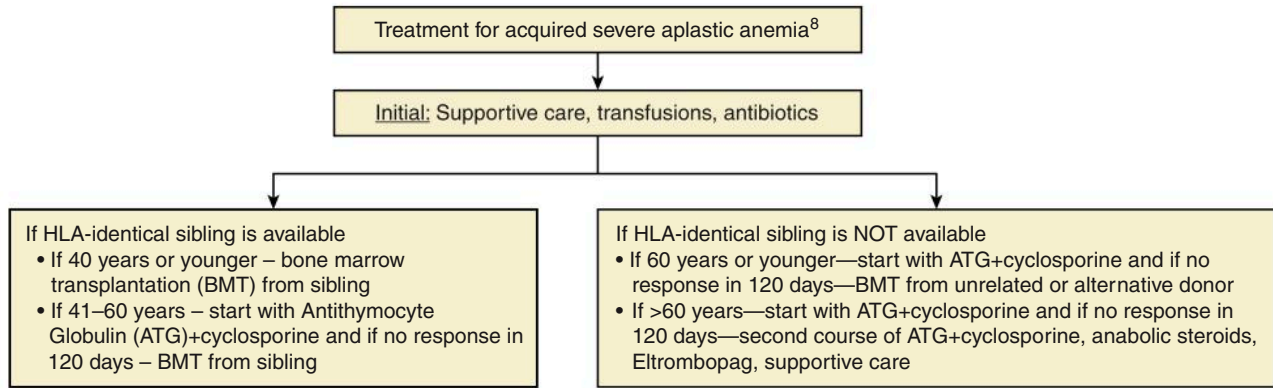 Treatment for acquired severe aplastic anemia⁸
Initial: Supportive care, transfusions, antibiotics
If HLA-identical sibling is available
• If 40 years or younger – bone marrow
transplantation (BMT) from sibling
• If 41–60 years – start with Antithymocyte
Globulin (ATG)+cyclosporine and if no response in
120 days – BMT from sibling
If HLA-identical sibling is NOT available
• If 60 years or younger—start with ATG+cyclosporine and if no
response in 120 days—BMT from unrelated or alternative donor
• If >60 years—start with ATG+cyclosporine and if no response in
120 days—second course of ATG+cyclosporine, anabolic steroids,
Eltrombopag, supportive care